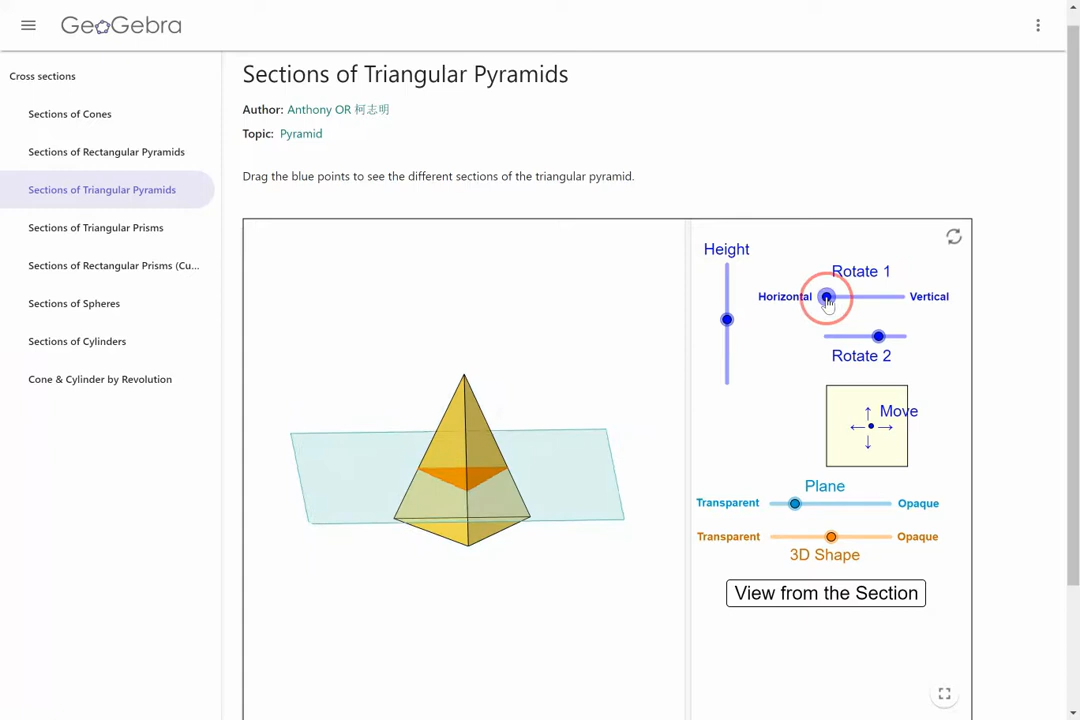 GeoGebra
Cross sections
Sections of Cones
Sections of Rectangular Pyramids
Sections of Triangular Pyramids
Sections of Triangular Prisms
Sections of Rectangular Prisms (Cu...
Sections of Spheres
Sections of Cylinders
Cone & Cylinder by Revolution
Sections of Triangular Pyramids
Author: Anthony OR 柯志明
Topic: Pyramid
Drag the blue points to see the different sections of the triangular pyramid.
Height
Rotate 1
Horizontal
Vertical
Rotate 2
Move
Plane
Transparent
Opaque
Transparent
Opaque
3D Shape
View from the Section